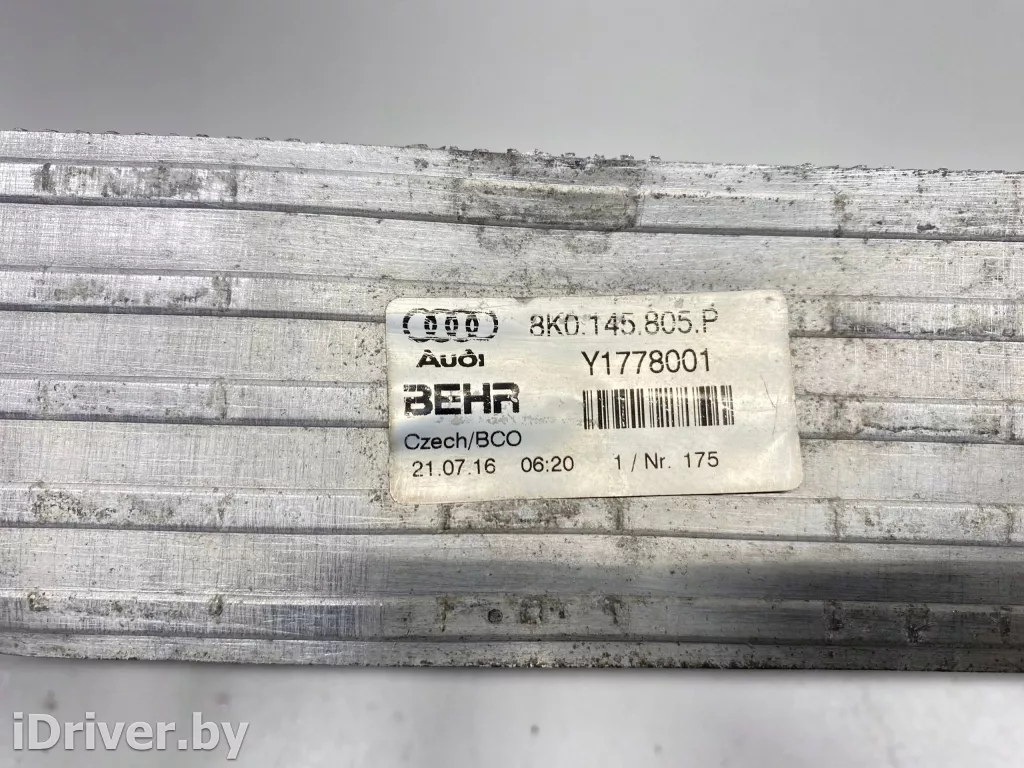 8K0.145.805.P
Audi
Y1778001
BEHR
Czech/BCO
21.07.16 06:20 1 / Nr. 175
iDriver.by